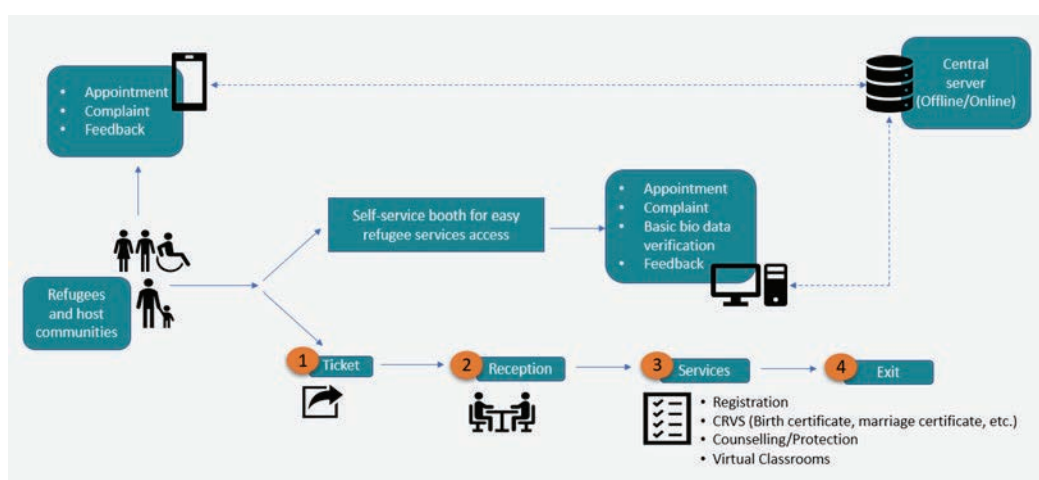 • Appointment
• Complaint
• Feedback
Central
server
(Offline/Online)
Self-service booth for easy
refugee services access
• Appointment
• Complaint
• Basic bio data
verification
• Feedback
Refugees
and host
communities
1 Ticket
2 Reception
3 Services
4 Exit
• Registration
• CRVS (Birth certificate, marriage certificate, etc.)
• Counselling/Protection
• Virtual Classrooms